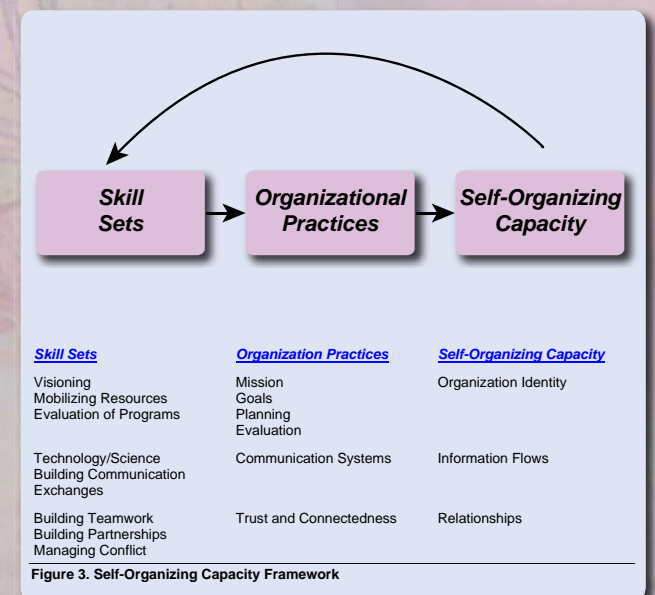 Skill
Sets
Organizational
Practices
Self-Organizing
Capacity
Skill Sets
Organization Practices
Self-Organizing Capacity
Visioning
Mobilizing Resources
Evaluation of Programs
Mission
Goals
Planning
Evaluation
Organization Identity
Technology/Science
Building Communication
Exchanges
Communication Systems
Information Flows
Building Teamwork
Building Partnerships
Managing Conflict
Trust and Connectedness
Relationships
Figure 3. Self-Organizing Capacity Framework